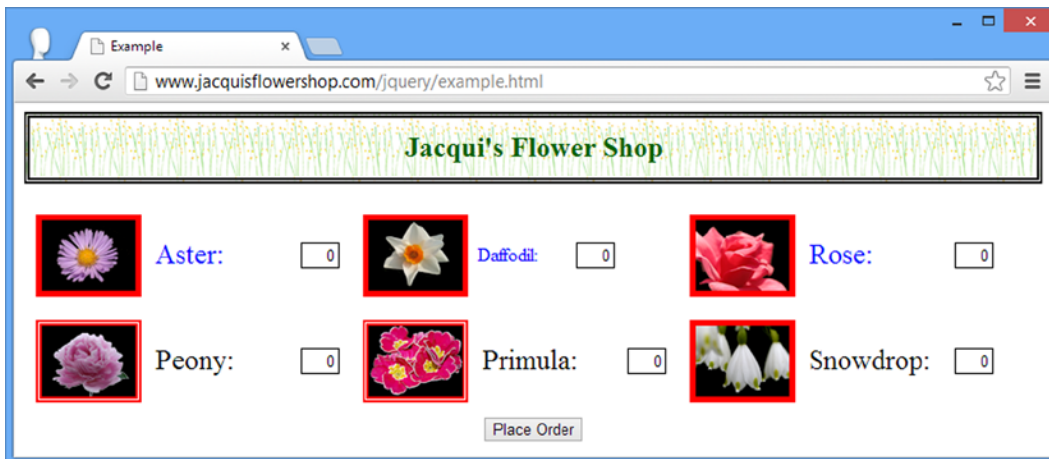 Example
www.jacquisflowershop.com/jquery/example.html
Jacqui's Flower Shop
Aster: 0 Daffodil: 0 Rose: 0
Peony: 0 Primula: 0 Snowdrop: 0
Place Order